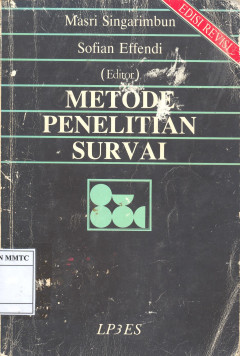 EDISI REVISI
Masri Singarimbun
Sofian Effendi
(Editor)
METODE
PENELITIAN
SURVAI
N MMTC
LP3ES